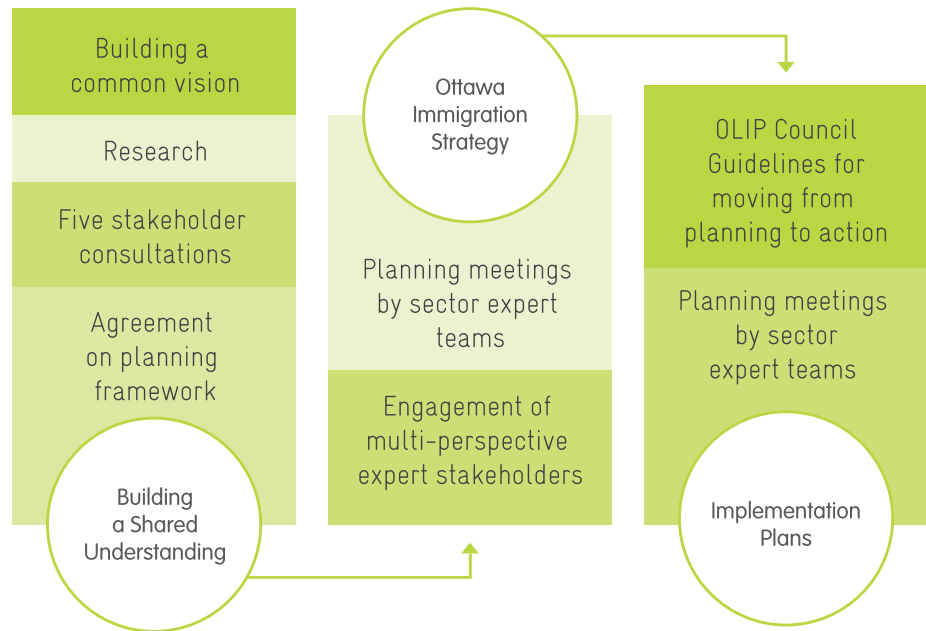 Building a
common vision
Research
Five stakeholder
consultations
Agreement
on planning
framework
Building
a Shared
Understanding
Ottawa
Immigration
Strategy
Planning meetings
by sector expert
teams
Engagement of
multi-perspective
expert stakeholders
OLIP Council
Guidelines for
moving from
planning to action
Planning meetings
by sector
expert teams
Implementation
Plans